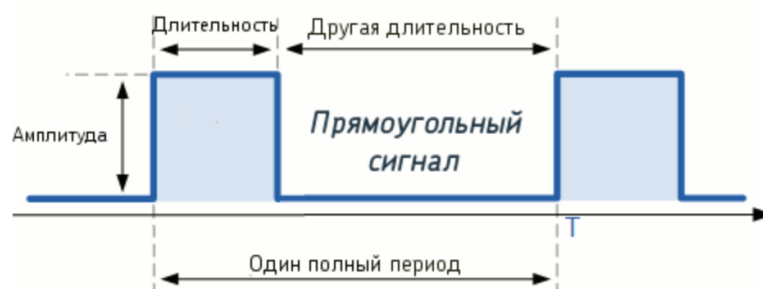 Длительность
Другая длительность
Амплитуда
Прямоугольный
сигнал
T
Один полный период